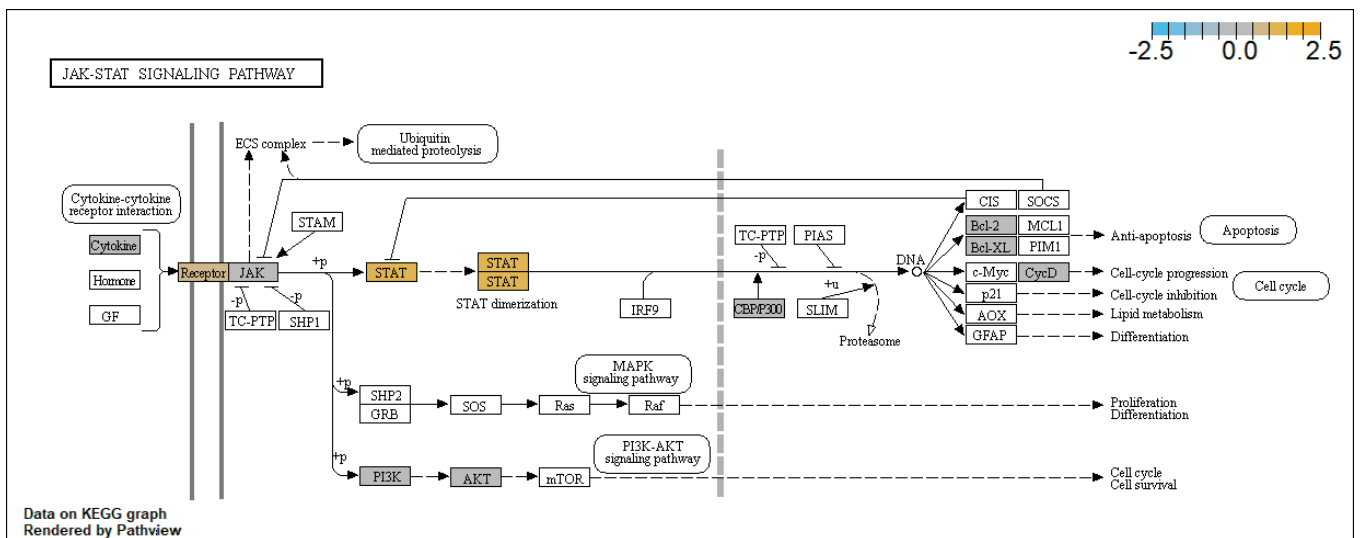 -2.5 0.0 2.5
JAK-STAT SIGNALING PATHWAY
ECS complex
Ubiquitin
mediated proteolysis
Cytokine-cytokine
receptor interaction
STAM
Cytokine
Hormone
GF
Receptor
JAK
+p
-p
-p
TC-PTP
SHP1
STAT
STAT
STAT
STAT dimerization
IRF9
TC-PTP
PIAS
-p
+u
CBP/P300
SLIM
Proteasome
DNA
CIS
SOCS
Bcl-2
MCL1
Bcl-XL
PIM1
c-Myc
CycD
p21
AOX
GFAP
Anti-apoptosis
Apoptosis
Cell-cycle progression
Cell-cycle inhibition
Cell cycle
Lipid metabolism
Differentiation
+p
SHP2
GRB
SOS
Ras
Raf
MAPK
signaling pathway
Proliferation
Differentiation
+p
PI3K
AKT
mTOR
PI3K-AKT
signaling pathway
Cell cycle
Cell survival
Data on KEGG graph
Rendered by Pathview